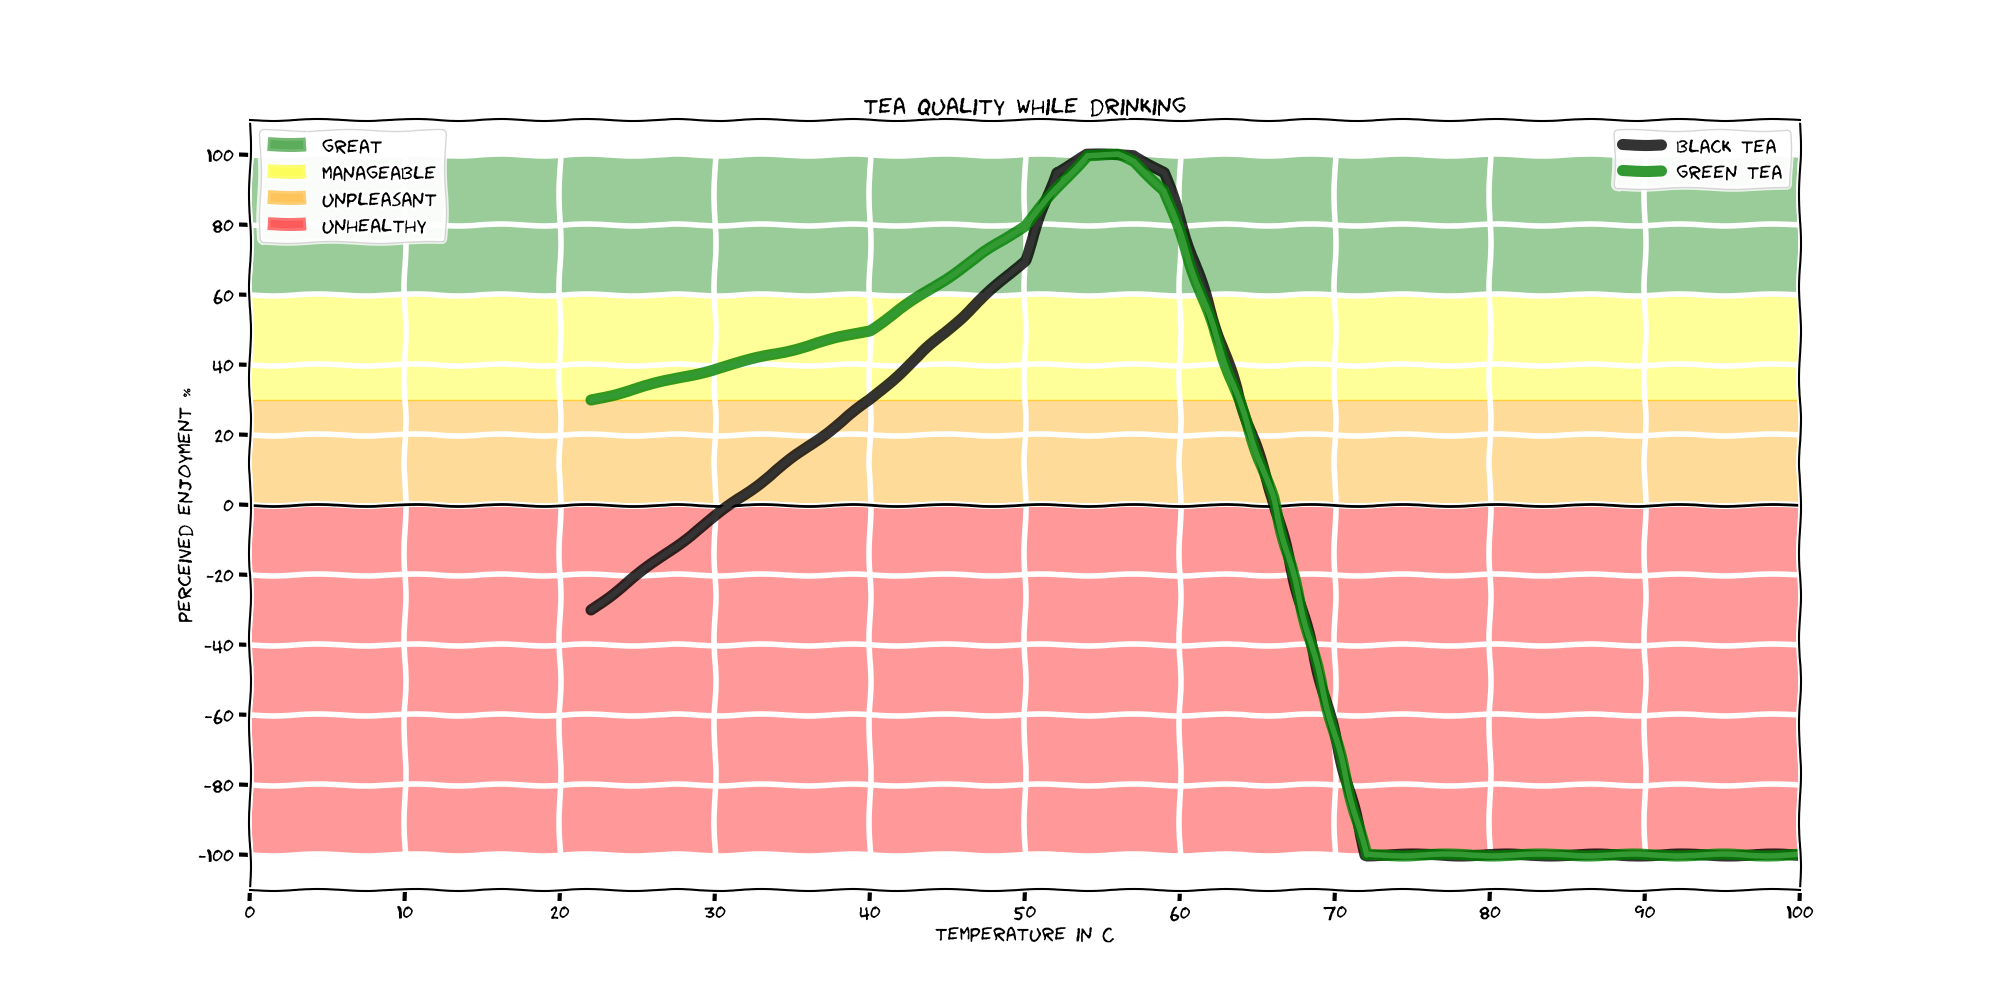 TEA QUALITY WHILE DRINKING
GREAT
MANAGEABLE
UNPLEASANT
UNHEALTHY
BLACK TEA
GREEN TEA
PERCEIVED ENJOYMENT %
100
80
60
40
20
0
-20
-40
-60
-80
-100
0 10 20 30 40 50 60 70 80 90 100
TEMPERATURE IN C